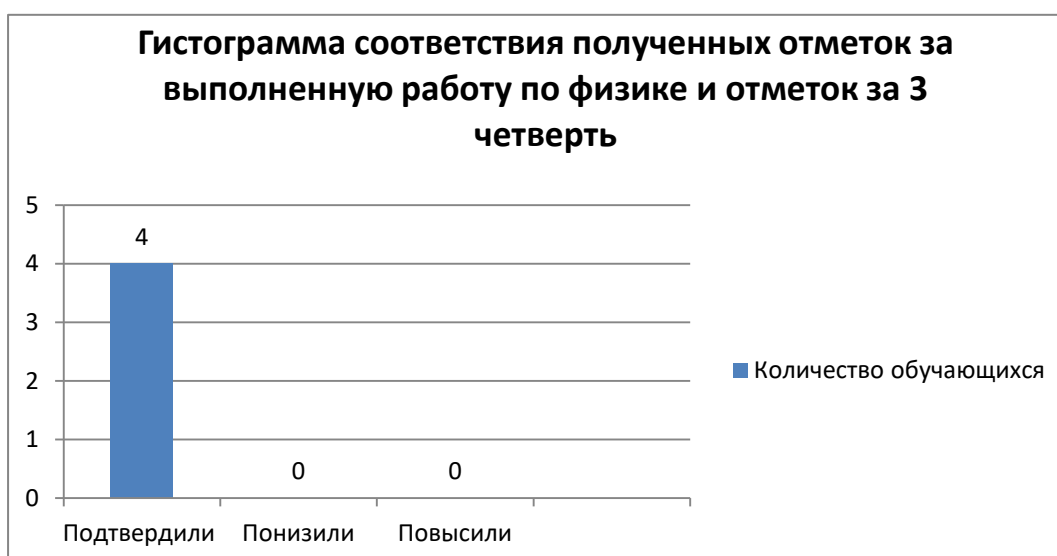 Гистограмма соответствия полученных отметок за
выполненную работу по физике и отметок за 3
четверть
5
4
4
3
2
1
0
0
0
Подтвердили Понизили Повысили
Количество обучающихся